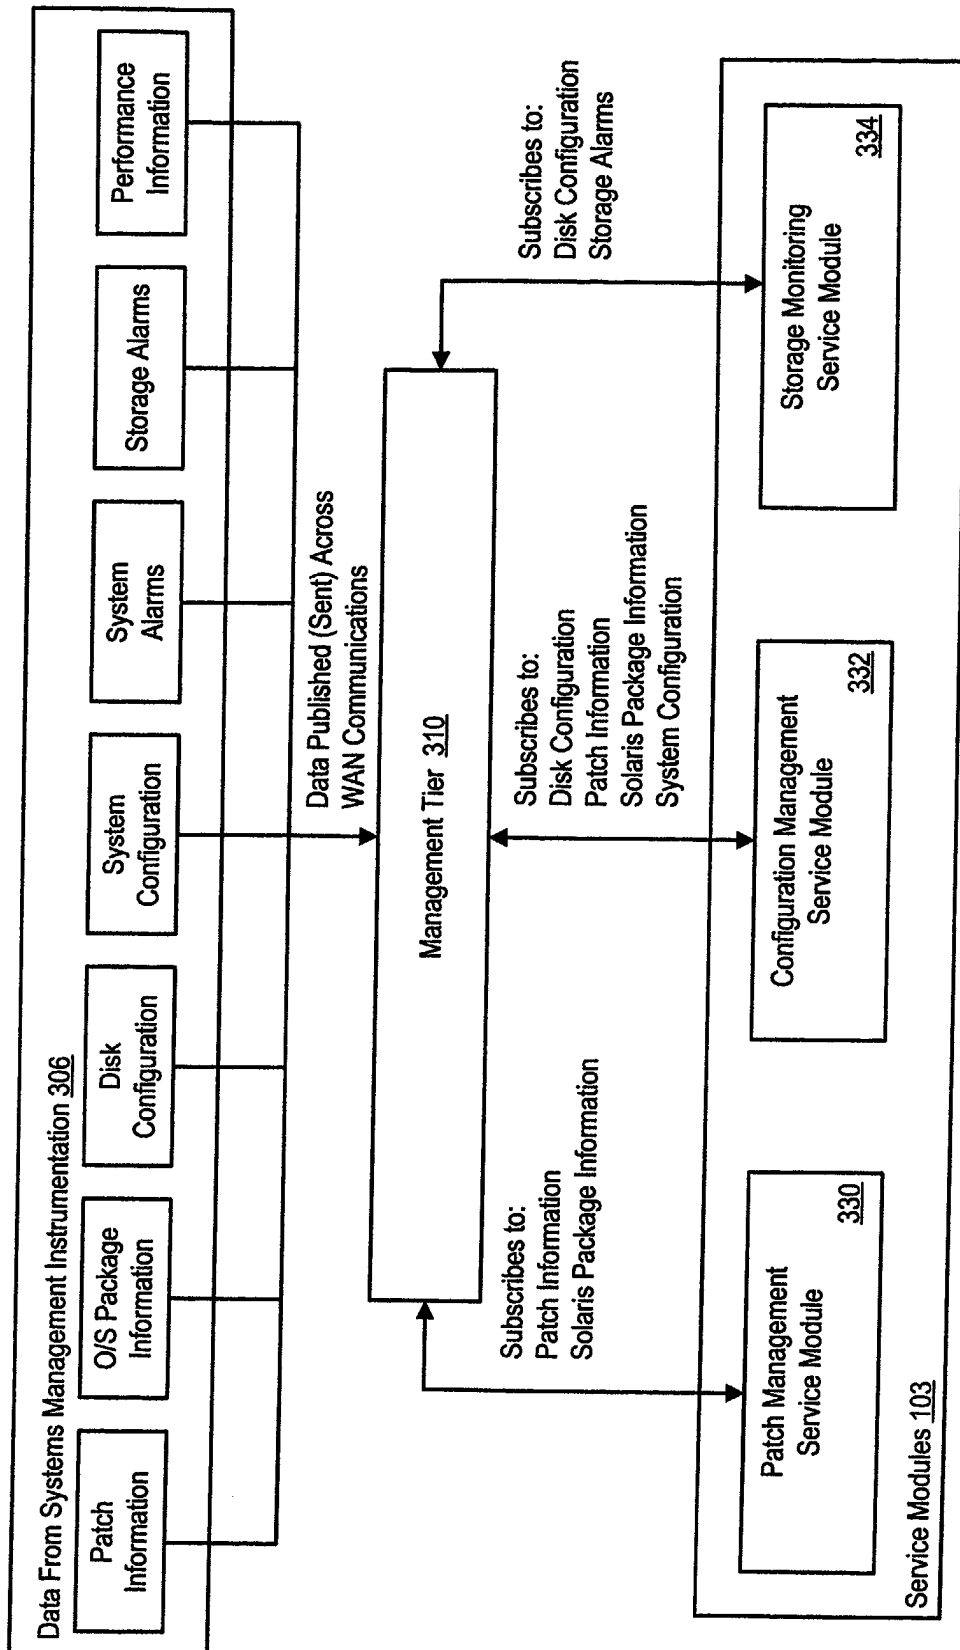 Data From Systems Management Instrumentation 306
Patch
Information
O/S Package
Information
Disk
Configuration
System
Configuration
System
Alarms
Storage Alarms
Performance
Information
Data Published (Sent) Across
WAN Communications
Management Tier 310
Subscribes to:
Patch Information
Solaris Package Information
Subscribes to:
Disk Configuration
Patch Information
Solaris Package Information
System Configuration
Subscribes to:
Disk Configuration
Storage Alarms
Patch Management
Service Module
330
Configuration Management
Service Module
332
Storage Monitoring
Service Module
334
Service Modules 103